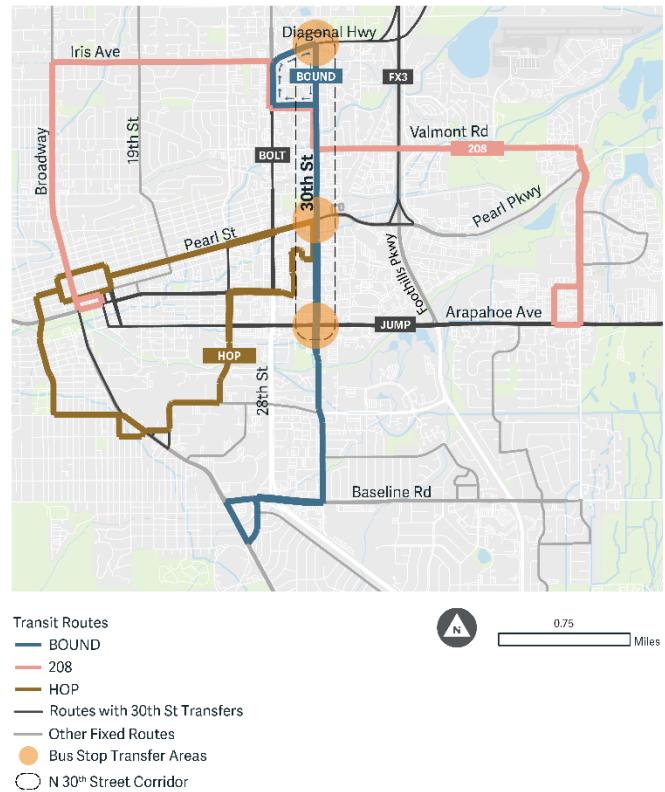 Diagonal Hwy
Iris Ave
BOUND
FX3
Broadway
19th St
Valmont Rd
208
BOLT
30th St
Pearl Pkwy
Pearl St
Foothills Pkwy
Arapahoe Ave
JUMP
HOP
28th St
Baseline Rd
Transit Routes
BOUND
208
HOP
Routes with 30th St Transfers
Other Fixed Routes
Bus Stop Transfer Areas
N 30th Street Corridor
N
0.75
Miles